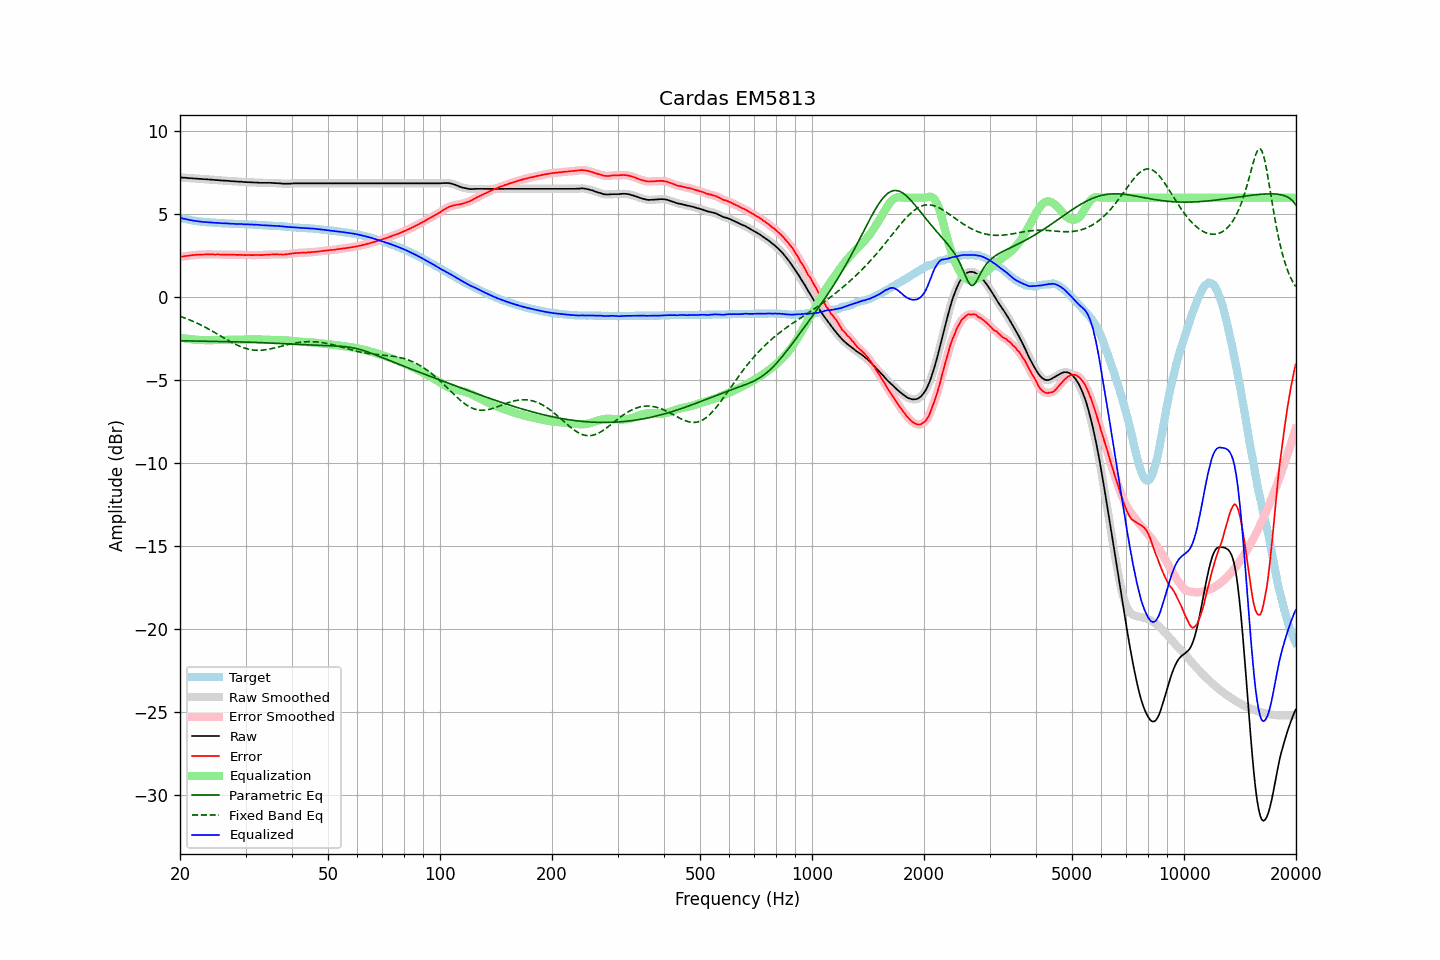 Cardas EM5813
10
5
0
−5
−10
−15
−20
−25
−30
Amplitude (dBr)
Target
Raw Smoothed
Error Smoothed
Raw
Error
Equalization
Parametric Eq
Fixed Band Eq
Equalized
20 50 100 200 500 1000 2000 5000 10000 20000
Frequency (Hz)